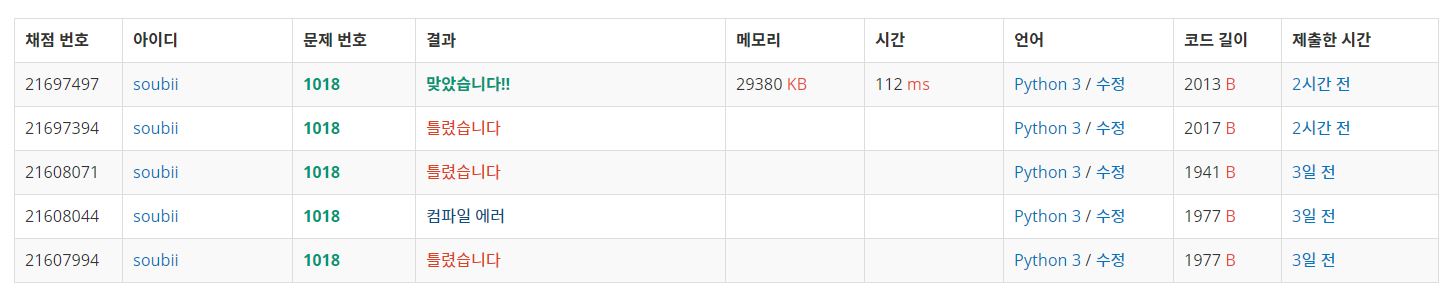 채점 번호 아이디 문제 번호 결과 메모리 시간 언어 코드 길이 제출한 시간
21697497 soubii 1018 맞았습니다!! 29380 KB 112 ms Python 3 / 수정 2013 B 2시간 전
21697394 soubii 1018 틀렸습니다 Python 3 / 수정 2017 B 2시간 전
21608071 soubii 1018 틀렸습니다 Python 3 / 수정 1941 B 3일 전
21608044 soubii 1018 컴파일 에러 Python 3 / 수정 1977 B 3일 전
21607994 soubii 1018 틀렸습니다 Python 3 / 수정 1977 B 3일 전